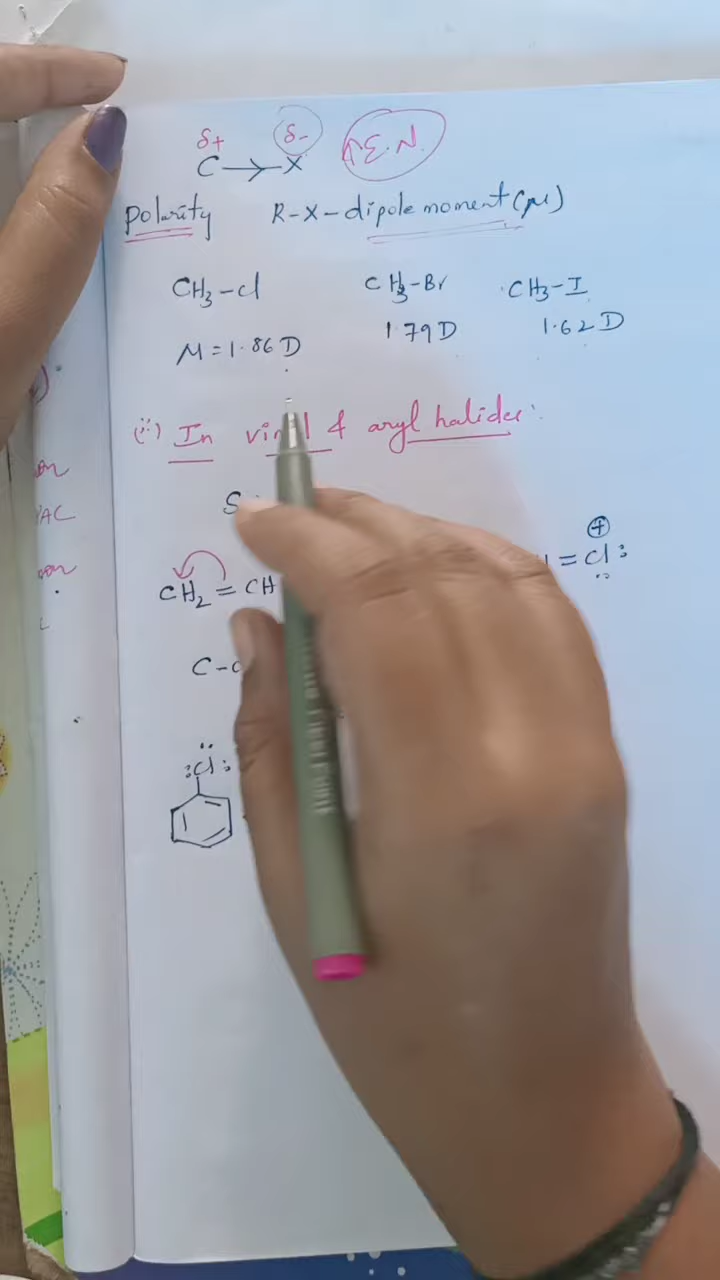 δ+ δ- ↑E.N.
C → X
Polarity R-X-dipole moment (μ)
CH3-Cl CH3-Br CH3-I
M = 1.86 D 1.79 D 1.62 D
(ii) In & aryl halides:
⊕
CH2 = CH = Cl:
:Cl: